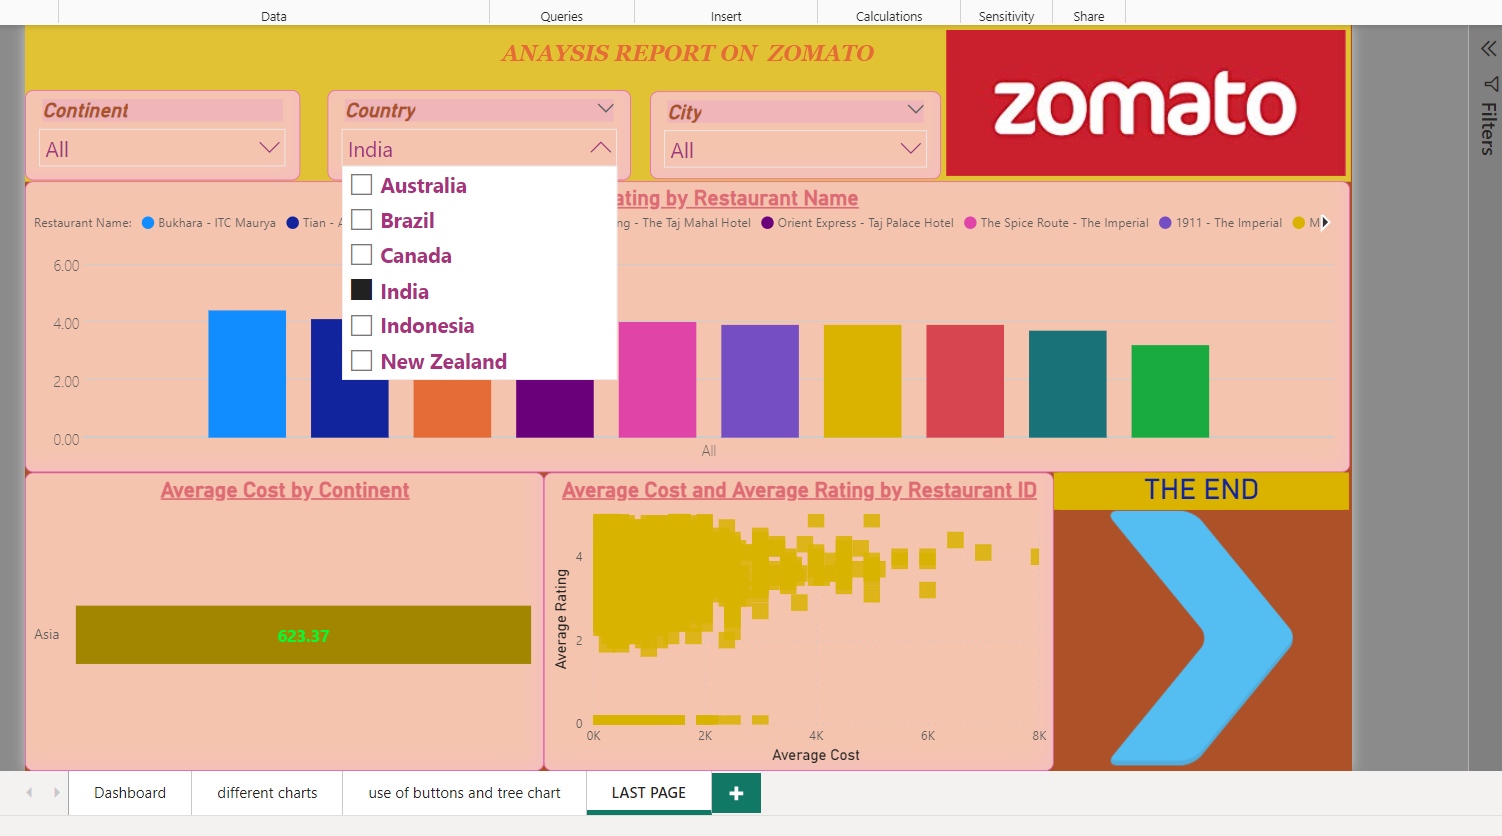 Data Queries Insert Calculations Sensitivity Share
ANAYSIS REPORT ON ZOMATO
zomato
Filters
Continent
All
Country
India
City
All
Australia
Brazil
Canada
India
Indonesia
New Zealand
ating by Restaurant Name
Restaurant Name: Bukhara - ITC Maurya Tian - A ng - The Taj Mahal Hotel Orient Express - Taj Palace Hotel The Spice Route - The Imperial 1911 - The Imperial M
6.00
4.00
2.00
0.00
All
Average Cost by Continent
Asia 623.37
Average Cost and Average Rating by Restaurant ID
Average Rating
4
2
0
0K 2K 4K 6K 8K
Average Cost
THE END
Dashboard different charts use of buttons and tree chart LAST PAGE +